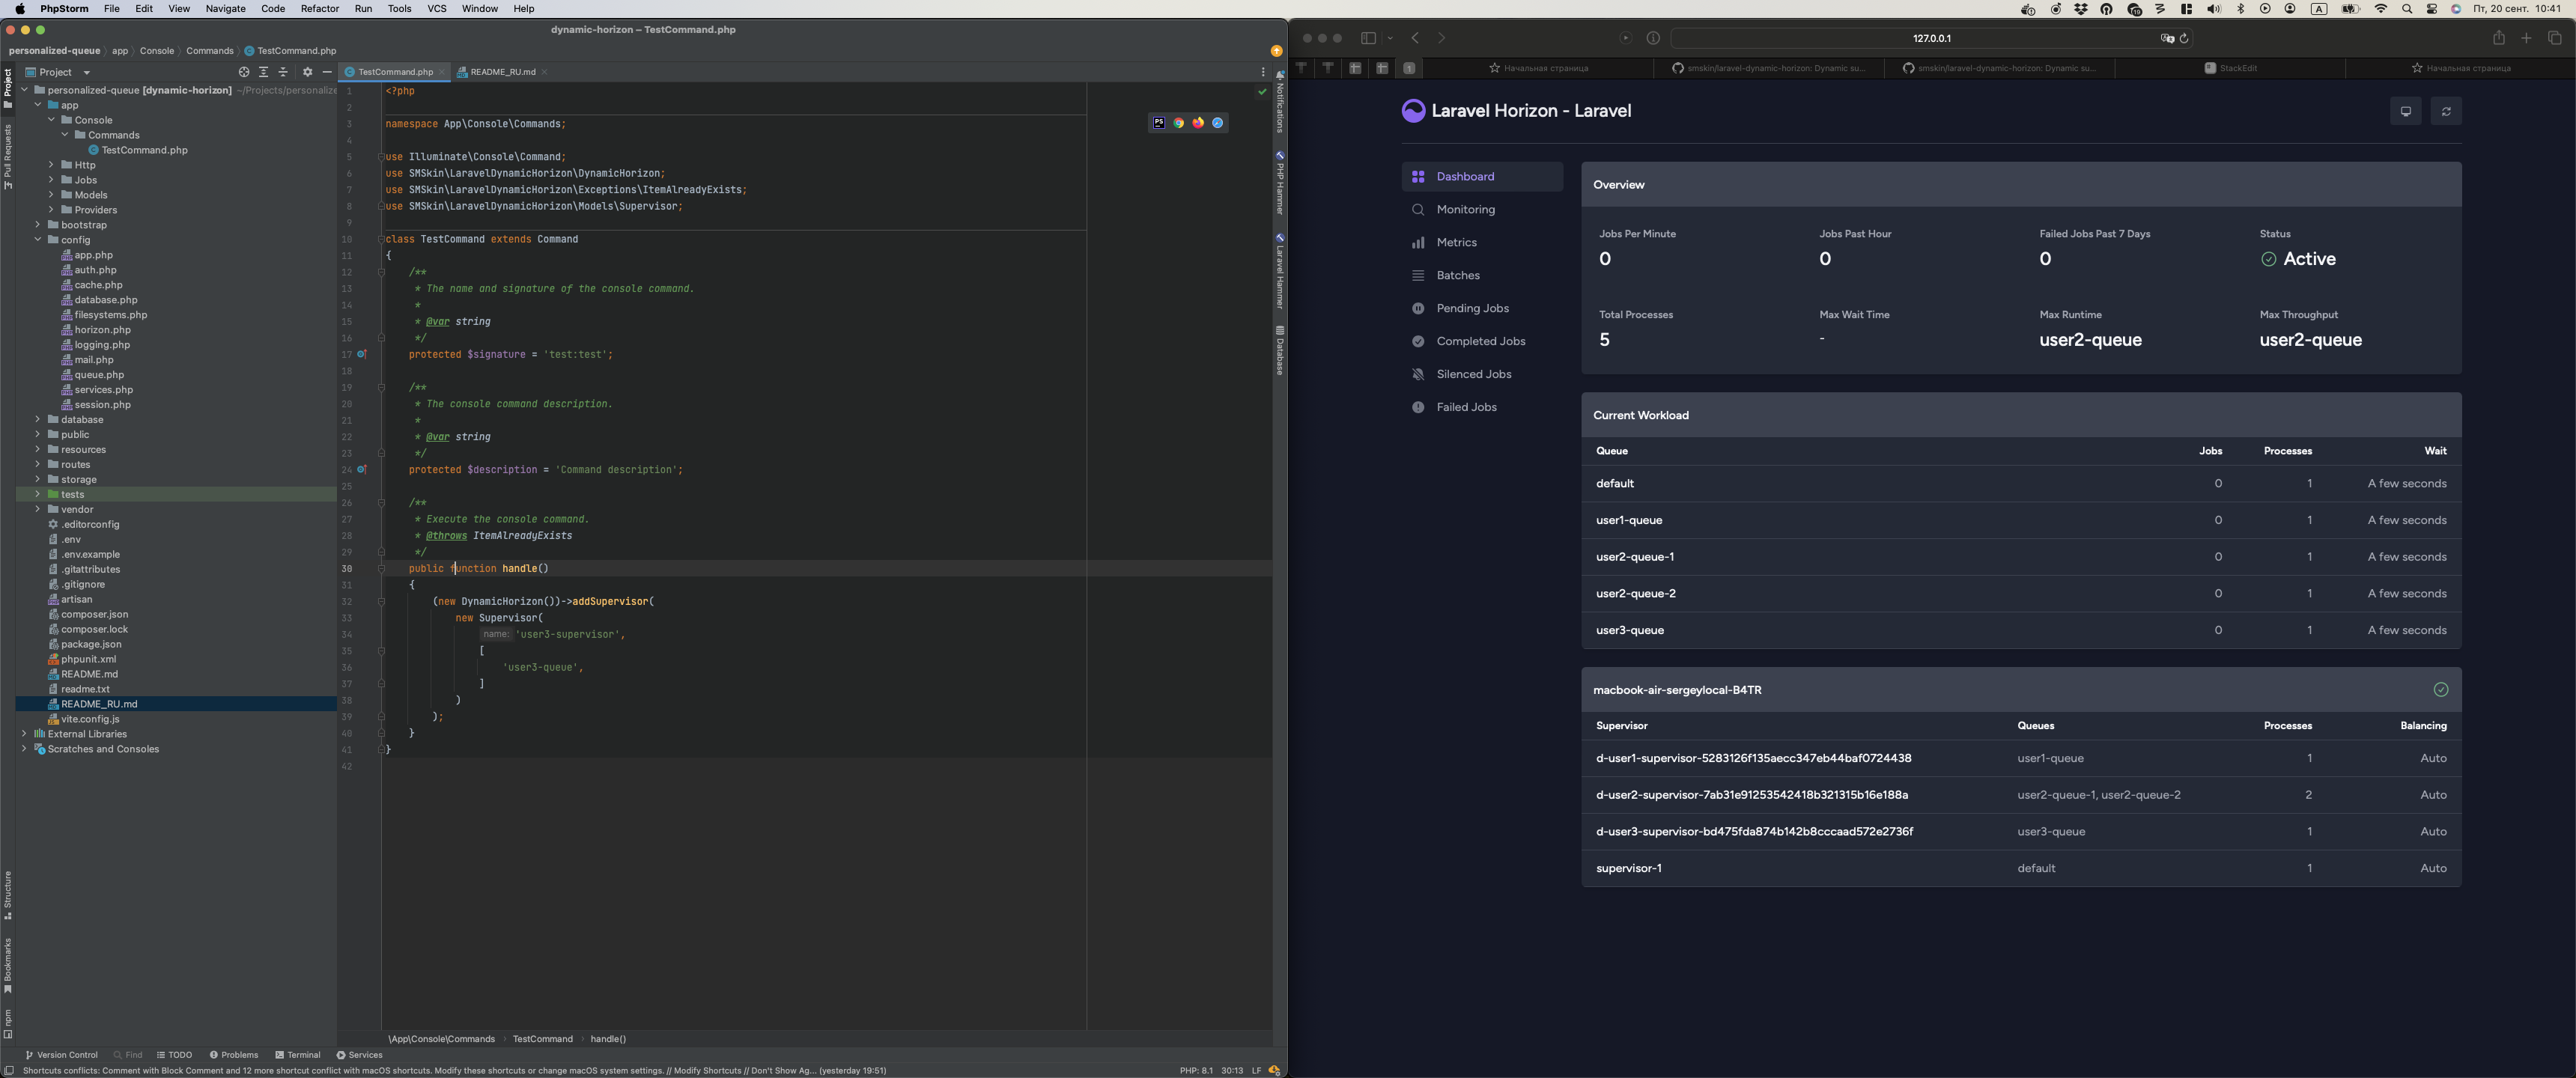 PhpStorm File Edit View Navigate Code Refactor Run Tools VCS Window Help
A Пт, 20 сент. 10:41
dynamic-horizon – TestCommand.php
personalized-queue app Console Commands TestCommand.php
Project
TestCommand.php
README_RU.md
personalized-queue [dynamic-horizon] ~/Projects/personalize
app
Console
Commands
TestCommand.php
Http
Jobs
Models
Providers
bootstrap
config
app.php
auth.php
cache.php
database.php
filesystems.php
horizon.php
logging.php
mail.php
queue.php
services.php
session.php
database
public
resources
routes
storage
tests
vendor
.editorconfig
.env
.env.example
.gitattributes
.gitignore
artisan
composer.json
composer.lock
package.json
phpunit.xml
README.md
readme.txt
README_RU.md
vite.config.js
External Libraries
Scratches and Consoles
Project
Pull Requests
Structure
Bookmarks
npm
1 <?php
2
3 namespace App\Console\Commands;
4
5 use Illuminate\Console\Command;
6 use SMSkin\LaravelDynamicHorizon\DynamicHorizon;
7 use SMSkin\LaravelDynamicHorizon\Exceptions\ItemAlreadyExists;
8 use SMSkin\LaravelDynamicHorizon\Models\Supervisor;
9
10 class TestCommand extends Command
11 {
12 /**
13 * The name and signature of the console command.
14 *
15 * @var string
16 */
17 protected $signature = 'test:test';
18
19 /**
20 * The console command description.
21 *
22 * @var string
23 */
24 protected $description = 'Command description';
25
26 /**
27 * Execute the console command.
28 * @throws ItemAlreadyExists
29 */
30 public function handle()
31 {
32 (new DynamicHorizon())->addSupervisor(
33 new Supervisor(
34 name: 'user3-supervisor',
35 [
36 'user3-queue',
37 ]
38 )
39 );
40 }
41 }
42
PS
Notifications
PHP Hammer
Laravel Hammer
Database
\App\Console\Commands TestCommand handle()
Version Control Find TODO Problems Terminal Services
Shortcuts conflicts: Comment with Block Comment and 12 more shortcut conflict with macOS shortcuts. Modify these shortcuts or change macOS system settings. // Modify Shortcuts // Don't Show Ag... (yesterday 19:51)
PHP: 8.1 30:13 LF
127.0.0.1
T T 1 Начальная страница
smskin/laravel-dynamic-horizon: Dynamic su...
smskin/laravel-dynamic-horizon: Dynamic su...
StackEdit
Начальная страница
Laravel Horizon - Laravel
Dashboard
Monitoring
Metrics
Batches
Pending Jobs
Completed Jobs
Silenced Jobs
Failed Jobs
Overview
Jobs Per Minute Jobs Past Hour Failed Jobs Past 7 Days Status
0 0 0 Active
Total Processes Max Wait Time Max Runtime Max Throughput
5 - user2-queue user2-queue
Current Workload
Queue Jobs Processes Wait
default 0 1 A few seconds
user1-queue 0 1 A few seconds
user2-queue-1 0 1 A few seconds
user2-queue-2 0 1 A few seconds
user3-queue 0 1 A few seconds
macbook-air-sergeylocal-B4TR
Supervisor Queues Processes Balancing
d-user1-supervisor-5283126f135aecc347eb44baf0724438 user1-queue 1 Auto
d-user2-supervisor-7ab31e91253542418b321315b16e188a user2-queue-1, user2-queue-2 2 Auto
d-user3-supervisor-bd475fda874b142b8cccaad572e2736f user3-queue 1 Auto
supervisor-1 default 1 Auto